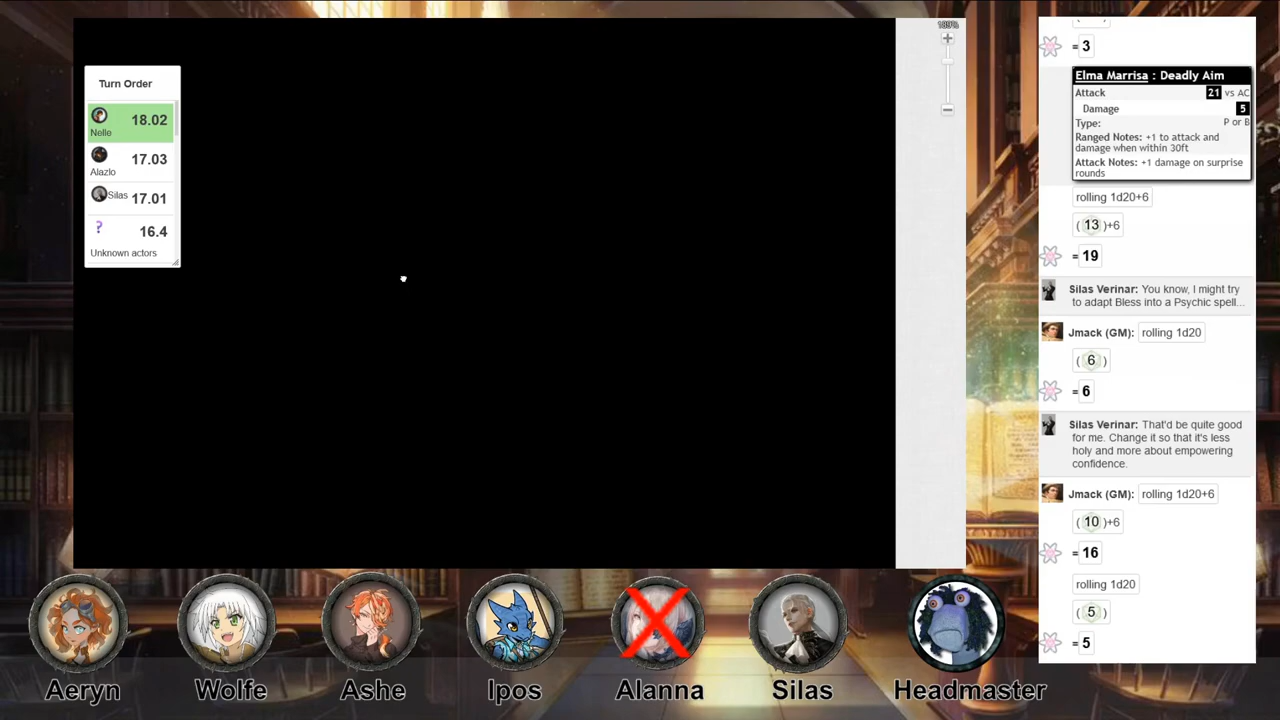 Turn Order
Nelle 18.02
Alazlo 17.03
Silas 17.01
? 16.4
Unknown actors
189%
= 3
Elma Marrisa : Deadly Aim
Attack 21 vs AC
Damage 5
Type: P or B
Ranged Notes: +1 to attack and
damage when within 30ft
Attack Notes: +1 damage on surprise
rounds
rolling 1d20+6
(13)+6
= 19
Silas Verinar: You know, I might try
to adapt Bless into a Psychic spell...
Jmack (GM): rolling 1d20
(6)
= 6
Silas Verinar: That'd be quite good
for me. Change it so that it's less
holy and more about empowering
confidence.
Jmack (GM): rolling 1d20+6
(10)+6
= 16
rolling 1d20
(5)
= 5
Aeryn Wolfe Ashe Ipos Alanna Silas Headmaster